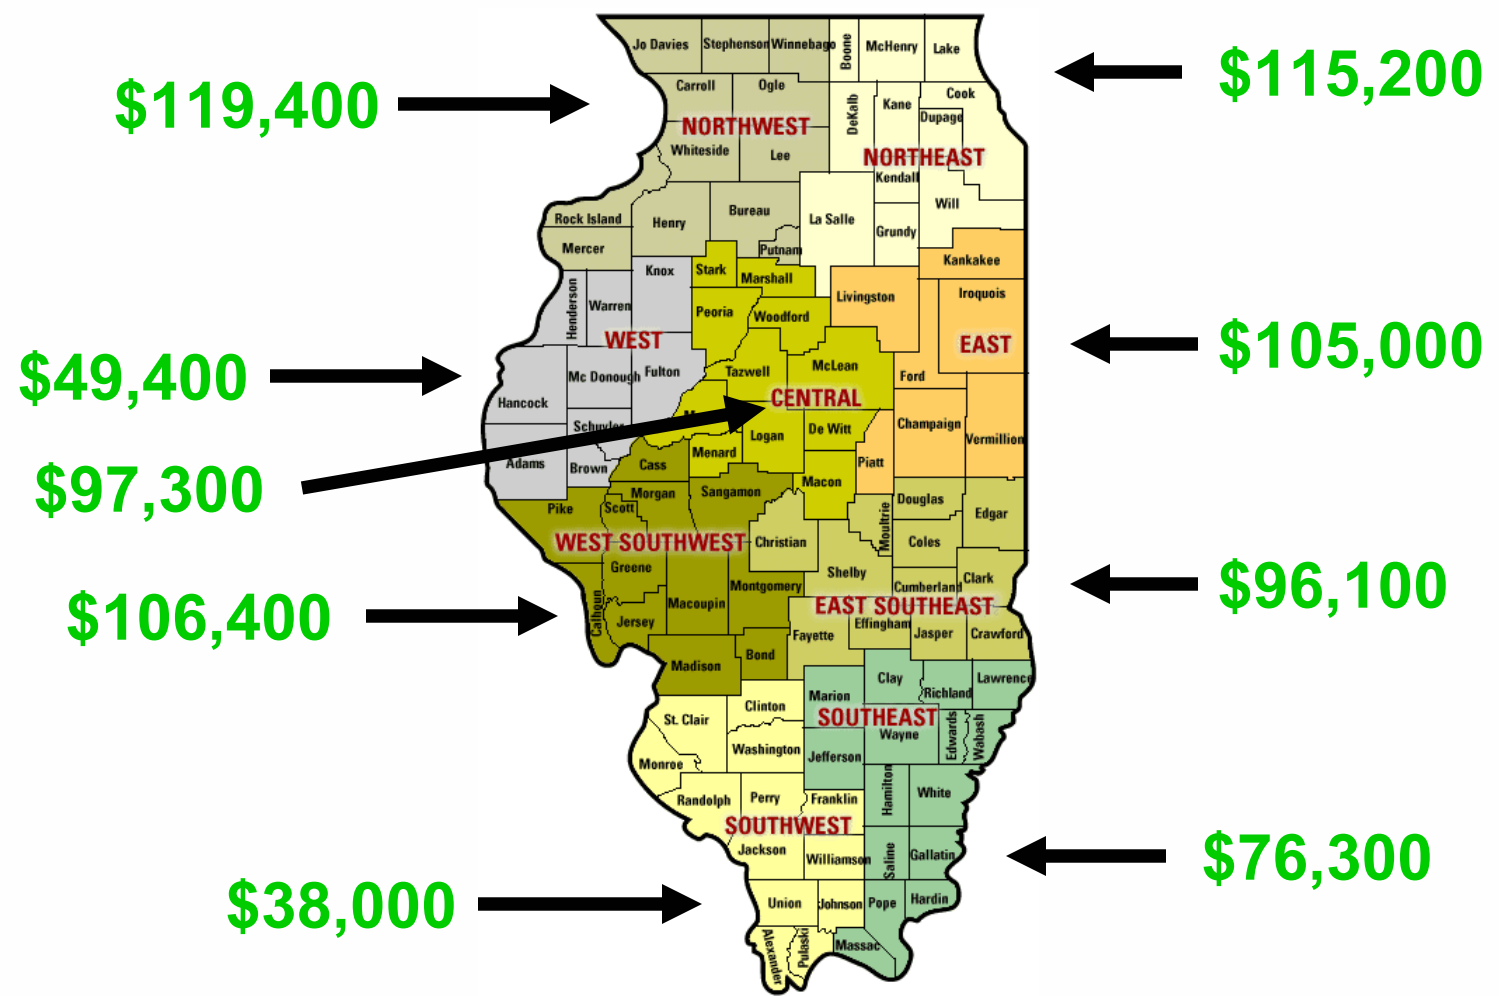 Jo Davies
Stephenson
Winnebago
Boone
McHenry
Lake
$115,200
$119,400
Carroll
Ogle
DeKalb
Kane
Cook
Dupage
NORTHWEST
NORTHEAST
Whiteside
Lee
Kendall
Will
Rock Island
Henry
Bureau
La Salle
Grundy
Mercer
Putnam
Kankakee
Knox
Stark
Marshall
Livingston
Iroquois
Henderson
Warren
Peoria
Woodford
WEST
EAST
$105,000
$49,400
Mc Donough
Fulton
Tazwell
McLean
Ford
Hancock
CENTRAL
Schuyler
Logan
De Witt
Champaign
Vermillion
Adams
Brown
Cass
Menard
Piatt
$97,300
Morgan
Sangamon
Macon
Pike
Scott
Moultrie
Douglas
Edgar
WEST SOUTHWEST
Christian
Coles
Greene
Shelby
Clark
$96,100
Calhoun
Montgomery
Cumberland
Macoupin
EAST SOUTHEAST
$106,400
Jersey
Fayette
Effingham
Jasper
Crawford
Madison
Bond
Clay
Richland
Lawrence
Marion
St. Clair
Clinton
SOUTHEAST
Wayne
Edwards
Wabash
Washington
Jefferson
Monroe
Randolph
Perry
Franklin
Hamilton
White
SOUTHWEST
Jackson
Williamson
Saline
Gallatin
$76,300
$38,000
Union
Johnson
Pope
Hardin
Alexander
Pulaski
Massac